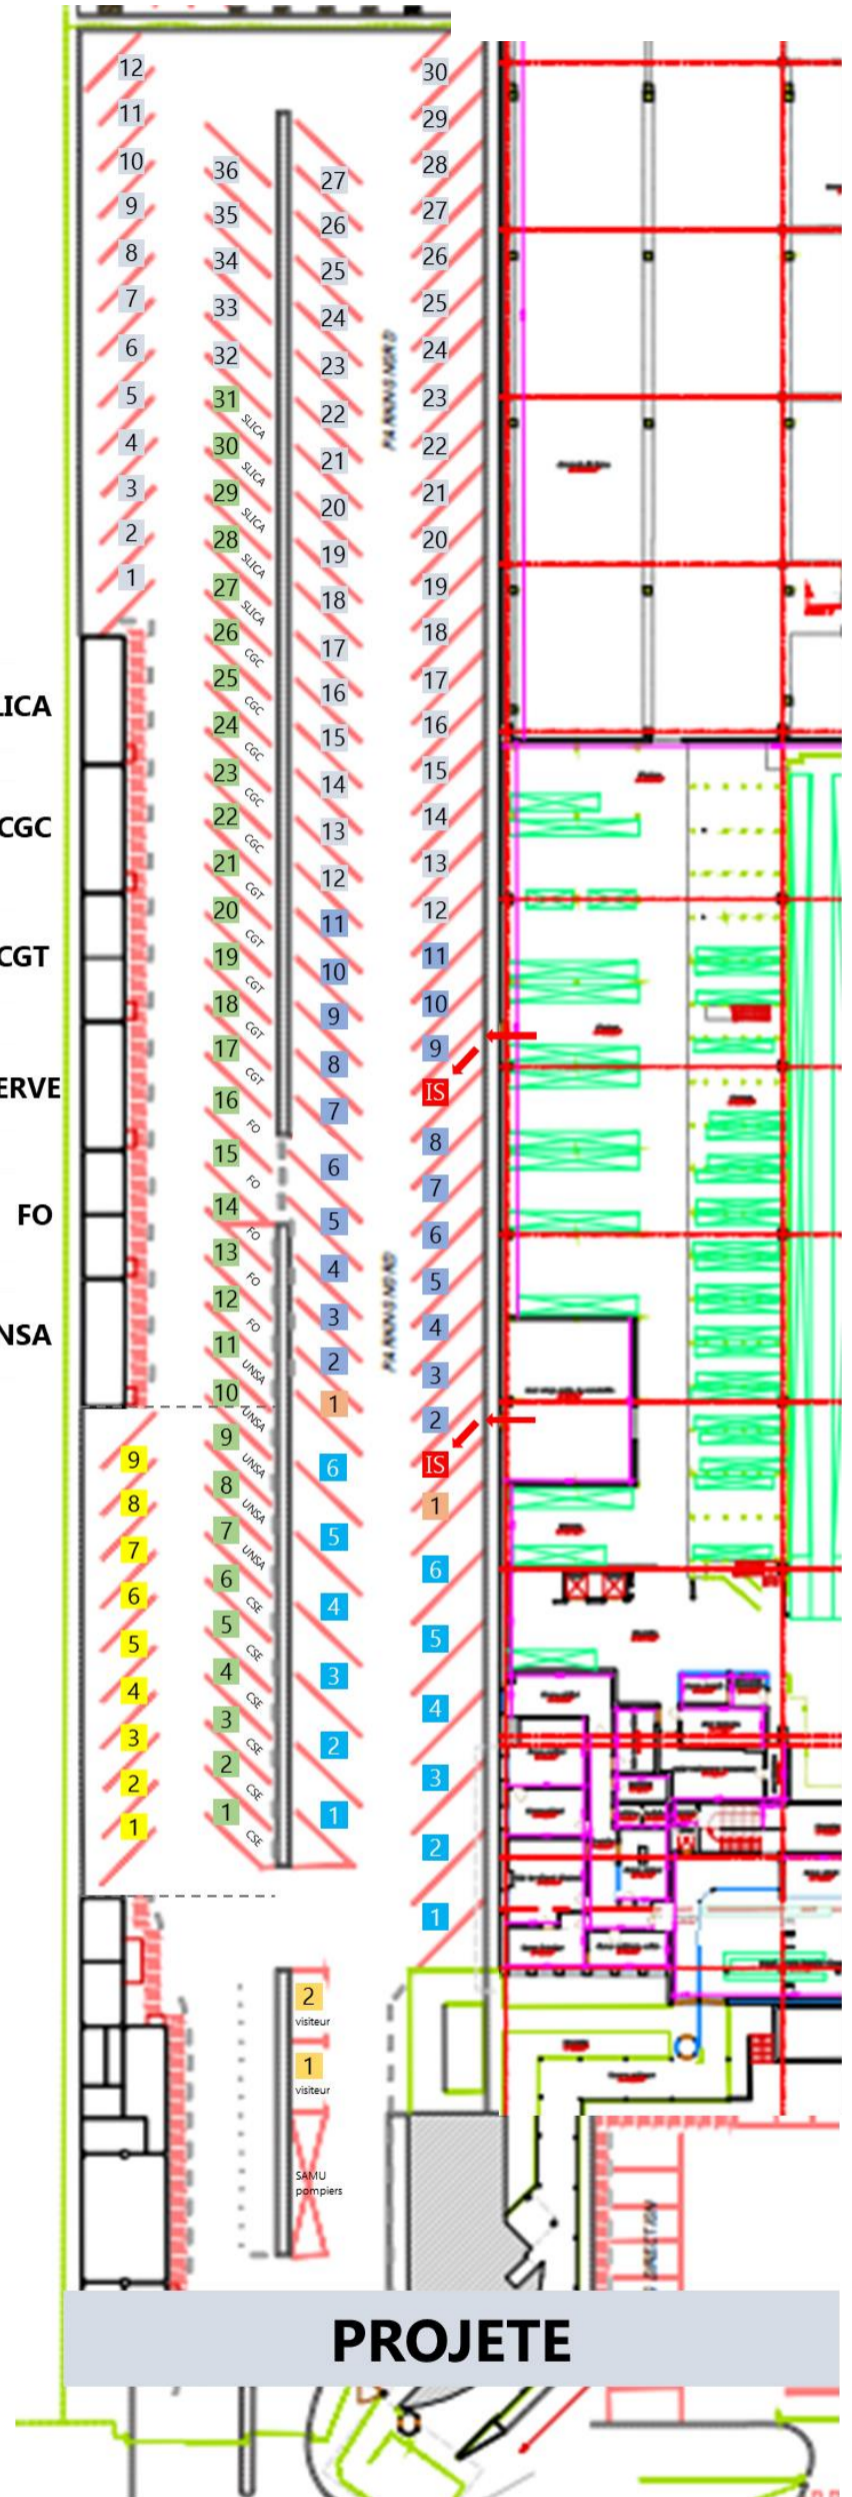 LICA
CGC
CGT
ERVE
FO
NSA
12
11
10
9
8
7
6
5
4
3
2
1
9
8
7
6
5
4
3
2
1
36
35
34
33
32
31
SLICA
30
SLICA
29
SLICA
28
SLICA
27
SLICA
26
CGC
25
CGC
24
CGC
23
CGC
22
CGC
21
CGT
20
CGT
19
CGT
18
CGT
17
CGT
16
FO
15
FO
14
FO
13
FO
12
FO
11
UNSA
10
UNSA
9
UNSA
8
UNSA
7
UNSA
6
CSE
5
CSE
4
CSE
3
CSE
2
CSE
1
CSE
27
26
25
24
23
22
21
20
19
18
17
16
15
14
13
12
11
10
9
8
7
6
5
4
3
2
1
6
5
4
3
2
1
2
visiteur
1
visiteur
SAMU
pompiers
PARKING NORD
PARKING NORD
30
29
28
27
26
25
24
23
22
21
20
19
18
17
16
15
14
13
12
11
10
9
IS
8
7
6
5
4
3
2
IS
1
6
5
4
3
2
1
DIRECTION
PROJETE